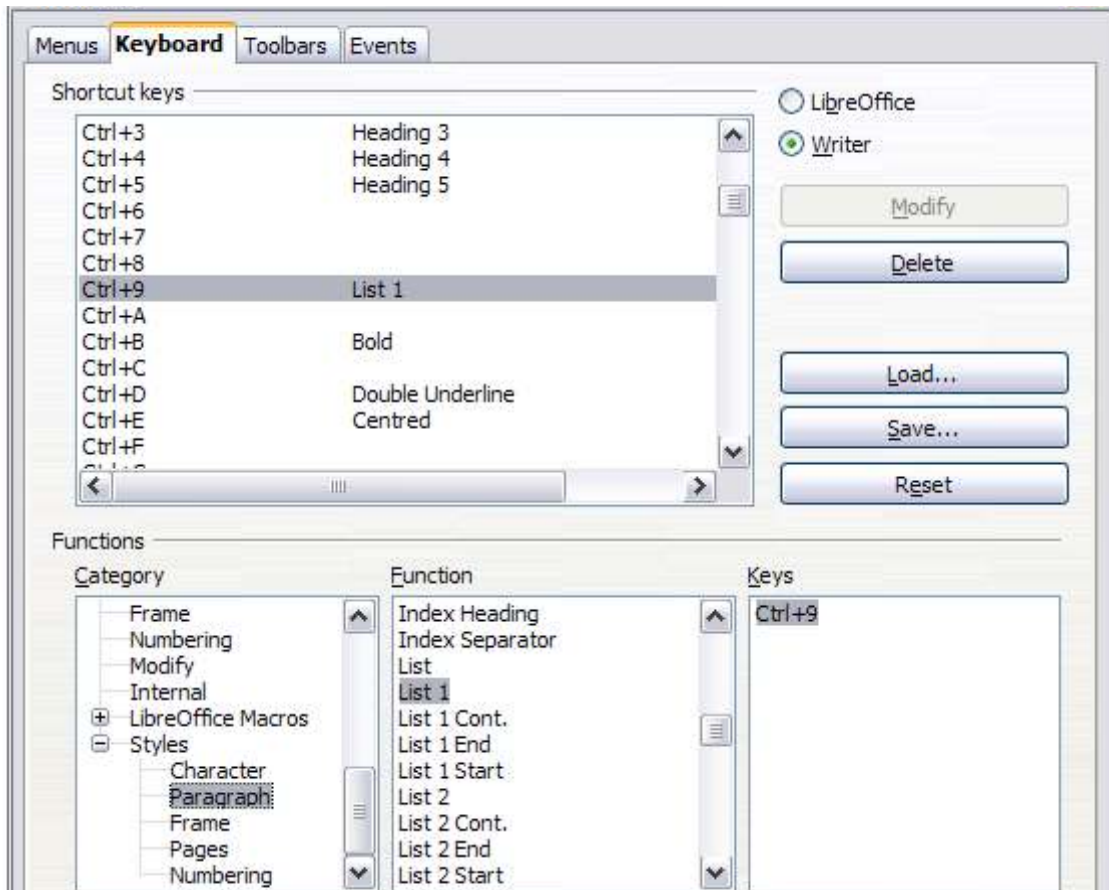 Menus Keyboard Toolbars Events
Shortcut keys
Ctrl+3 Heading 3
Ctrl+4 Heading 4
Ctrl+5 Heading 5
Ctrl+6
Ctrl+7
Ctrl+8
Ctrl+9 List 1
Ctrl+A
Ctrl+B Bold
Ctrl+C
Ctrl+D Double Underline
Ctrl+E Centred
Ctrl+F
LibreOffice
Writer
Modify
Delete
Load...
Save...
Reset
Functions
Category
Frame
Numbering
Modify
Internal
LibreOffice Macros
Styles
Character
Paragraph
Frame
Pages
Numbering
Function
Index Heading
Index Separator
List
List 1
List 1 Cont.
List 1 End
List 1 Start
List 2
List 2 Cont.
List 2 End
List 2 Start
Keys
Ctrl+9